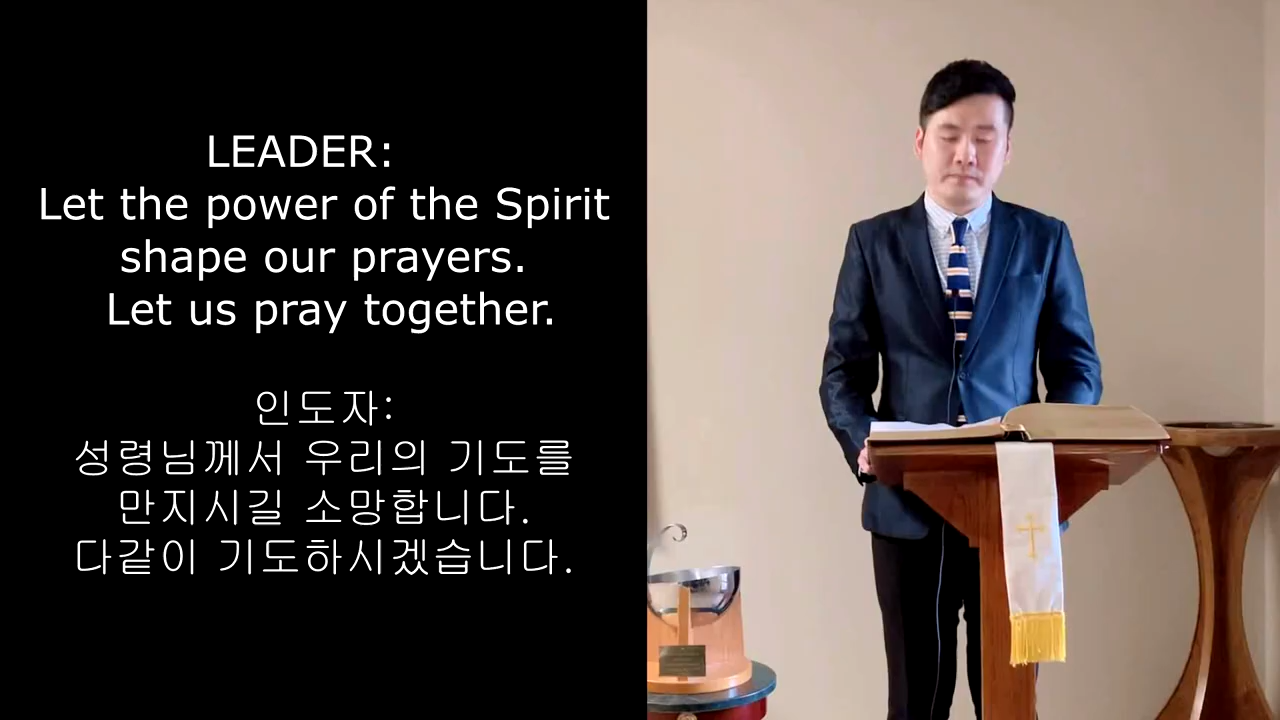 LEADER:
Let the power of the Spirit
shape our prayers.
Let us pray together.
인도자:
성령님께서 우리의 기도를
만지시길 소망합니다.
다같이 기도하시겠습니다.